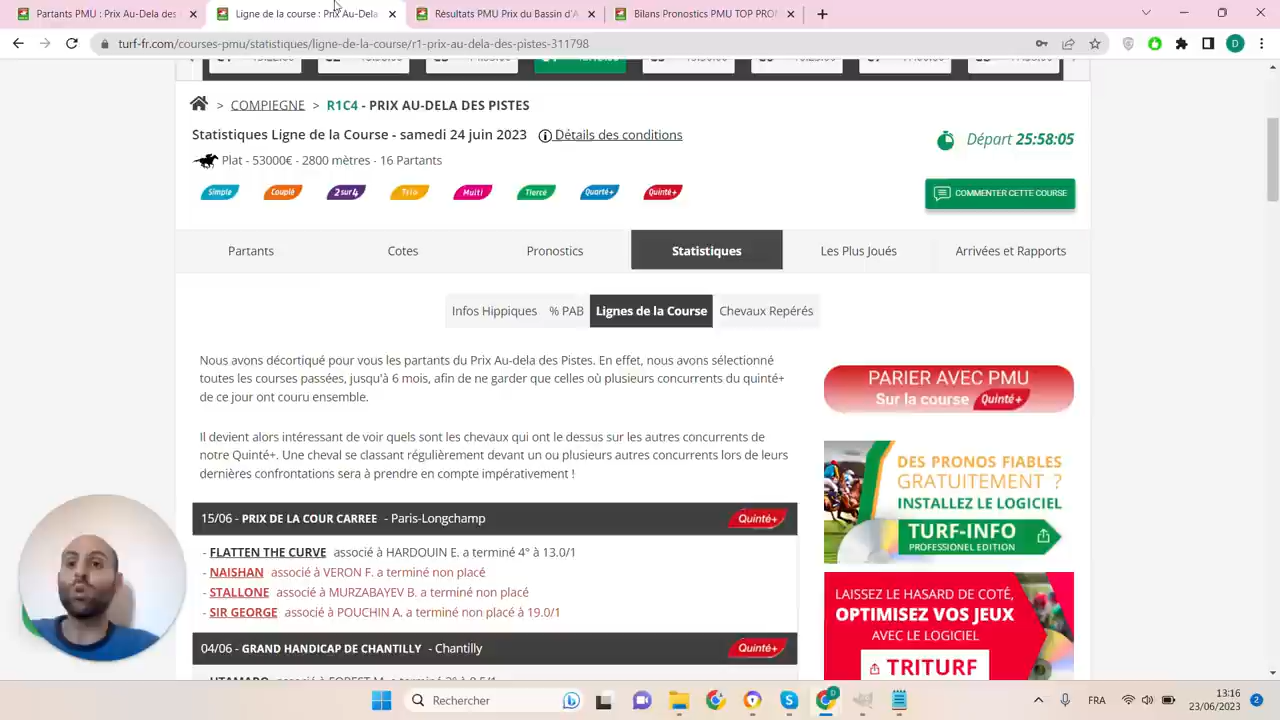 Partants : Prix Au-Dela des
Ligne de la course : Prix Au-Dela
Résultats PMU du Bassin d'A
Bilans Pronostics PMU TOP PRO
turf-fr.com/courses-pmu/statistiques/ligne-de-la-course/r1-prix-au-dela-des-pistes-311798
COMPIEGNE > R1C4 - PRIX AU-DELA DES PISTES
Statistiques Ligne de la Course - samedi 24 juin 2023 Détails des conditions
Départ 25:58:05
Plat - 53000€ - 2800 mètres - 16 Partants
Simple Couplé 2 sur 4 Trio Multi Tiercé Quarté+ Quinté+
COMMENTER CETTE COURSE
Partants Cotes Pronostics Statistiques Les Plus Joués Arrivées et Rapports
Infos Hippiques % PAB Lignes de la Course Chevaux Repérés
Nous avons décortiqué pour vous les partants du Prix Au-dela des Pistes. En effet, nous avons sélectionné
toutes les courses passées, jusqu'à 6 mois, afin de ne garder que celles où plusieurs concurrents du quinté+
de ce jour ont couru ensemble.
Il devient alors intéressant de voir quels sont les chevaux qui ont le dessus sur les autres concurrents de
notre Quinté+. Une cheval se classant régulièrement devant un ou plusieurs autres concurrents lors de leurs
dernières confrontations sera à prendre en compte impérativement !
15/06 - PRIX DE LA COUR CARREE - Paris-Longchamp Quinté+
- FLATTEN THE CURVE associé à HARDOUIN E. a terminé 4° à 13.0/1
- NAISHAN associé à VERON F. a terminé non placé
- STALLONE associé à MURZABAYEV B. a terminé non placé
- SIR GEORGE associé à POUCHIN A. a terminé non placé à 19.0/1
04/06 - GRAND HANDICAP DE CHANTILLY - Chantilly Quinté+
PARIER AVEC PMU
Sur la course Quinté+
DES PRONOS FIABLES
GRATUITEMENT ?
INSTALLEZ LE LOGICIEL
TURF-INFO
PROFESSIONEL EDITION
LAISSEZ LE HASARD DE COTÉ,
OPTIMISEZ VOS JEUX
AVEC LE LOGICIEL
TRITURF
Rechercher
FRA
13:16
23/06/2023
2